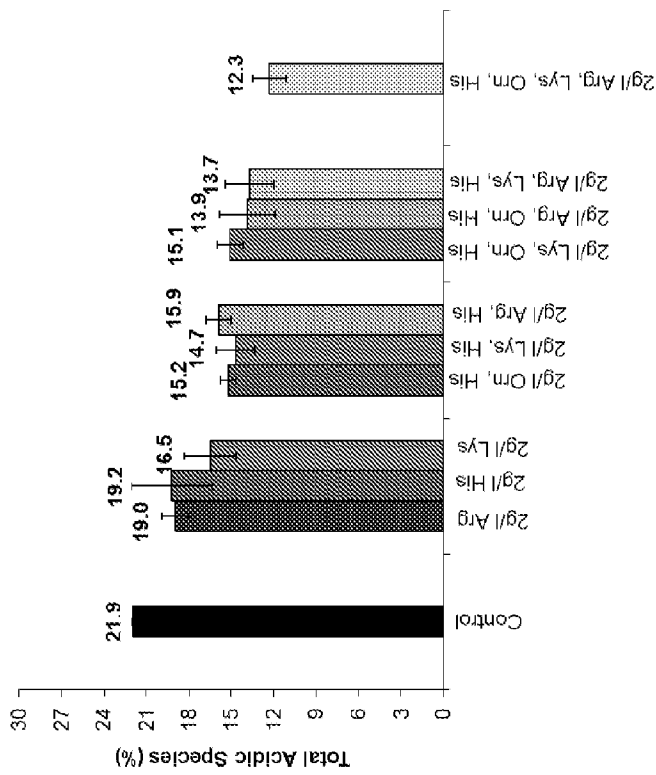 Total Acidic Species (%)
30
27
24
21
18
15
12
9
6
3
0
21.9
19.0
19.2
16.5
15.2
14.7
15.9
15.1
13.9
13.7
12.3
Control
2g/l Arg
2g/l His
2g/l Lys
2g/l Orn, His
2g/l Lys. His
2g/l Arg, His
2g/l Lys, Orn, His
2g/l Arg, Orn, His
2g/l Arg, Lys, His
2g/l Arg, Lys, Orn, His